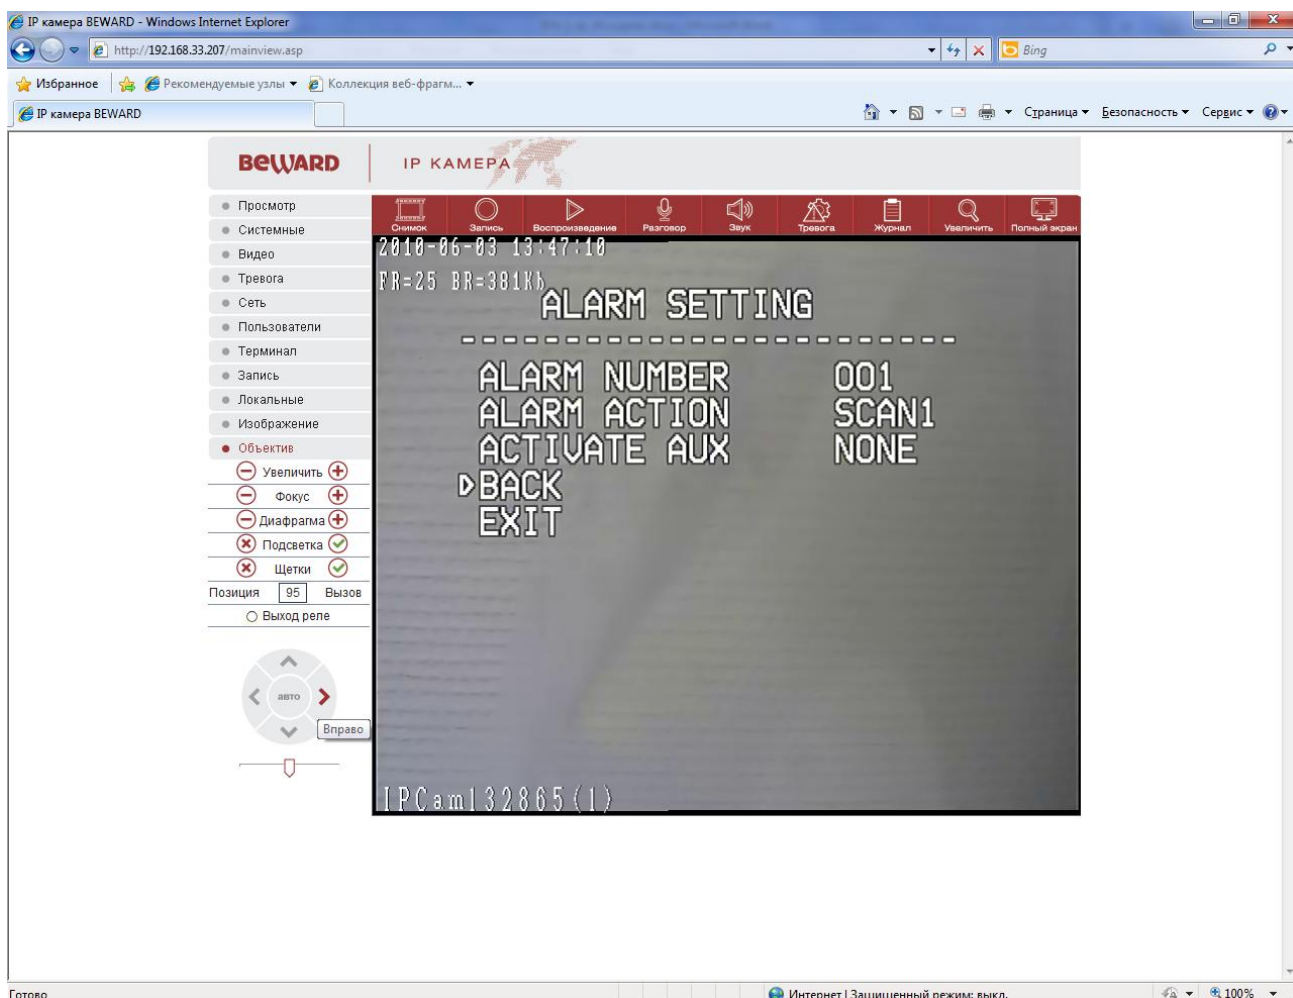 IP камера BEWARD - Windows Internet Explorer
http://192.168.33.207/mainview.asp
Bing
Избранное
Рекомендуемые узлы
Коллекция веб-фрагм...
IP камера BEWARD
Страница
Безопасность
Сервис
BEWARD
IP КАМЕРА
Просмотр
Системные
Видео
Тревога
Сеть
Пользователи
Терминал
Запись
Локальные
Изображение
Объектив
Увеличить
Фокус
Диафрагма
Подсветка
Щетки
Позиция 95 Вызов
Выход реле
авто
Вправо
Снимок Запись Воспроизведение Разговор Звук Тревога Журнал Увеличить Полный экран
2010-06-03 13:47:10
FR=25 BR=381Kb
ALARM SETTING
ALARM NUMBER 001
ALARM ACTION SCAN1
ACTIVATE AUX NONE
BACK
EXIT
IPCam132865(1)
Готово
Интернет | Защищенный режим: выкл.
100%